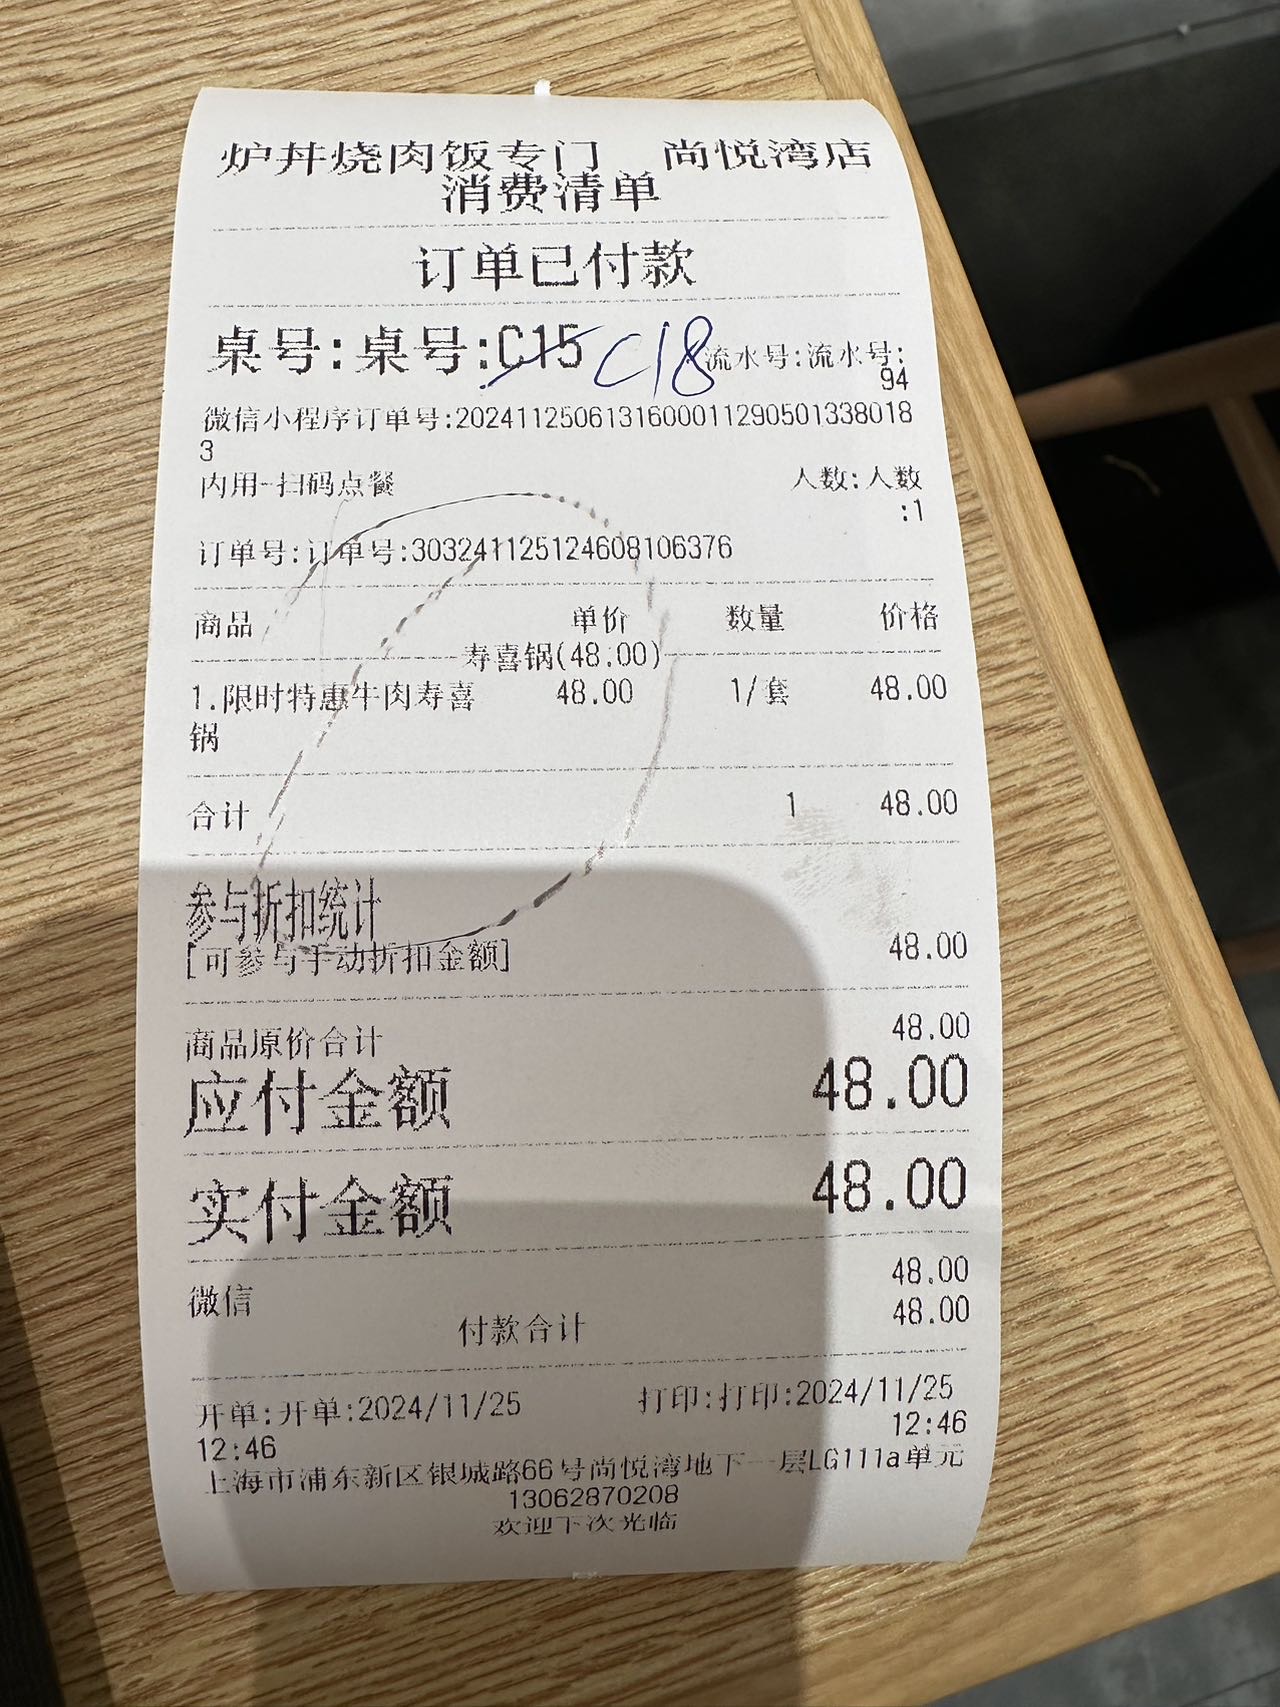 炉丼烧肉饭专门 尚悦湾店
消费清单
订单已付款
桌号:桌号:C15 C18 流水号:流水号:
94
微信小程序订单号:2024112506131600011290501338018
3
内用-扫码点餐 人数:人数
:1
订单号:订单号:303241125124608106376
商品 单价 数量 价格
寿喜锅(48.00)
1.限时特惠牛肉寿喜 48.00 1/套 48.00
锅
合计 1 48.00
参与折扣统计
[可参与手动折扣金额] 48.00
商品原价合计 48.00
应付金额 48.00
实付金额 48.00
微信 48.00
付款合计 48.00
开单:开单:2024/11/25 打印:打印:2024/11/25
12:46 12:46
上海市浦东新区银城路66号尚悦湾地下一层LG111a单元
13062870208
欢迎下次光临